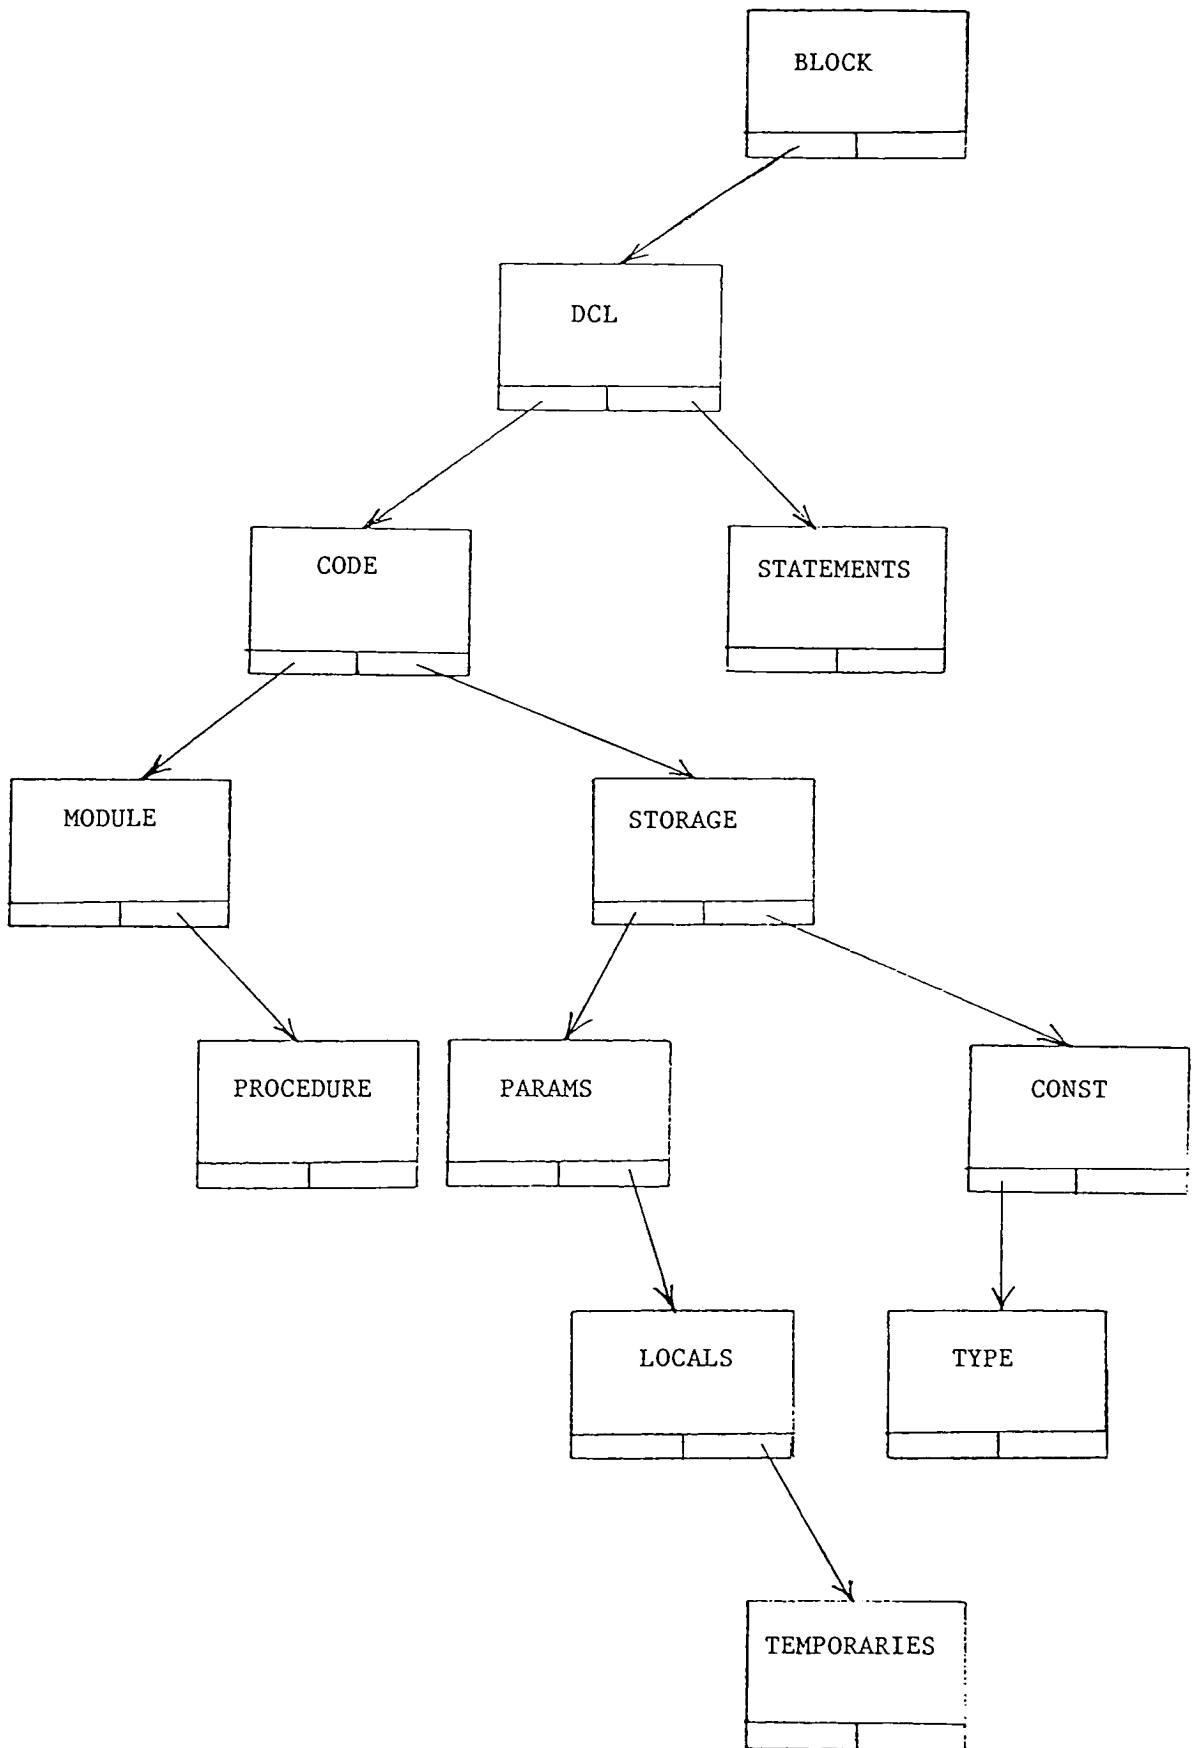 BLOCK
DCL
CODE
STATEMENTS
MODULE
STORAGE
PROCEDURE
PARAMS
CONST
LOCALS
TYPE
TEMPORARIES